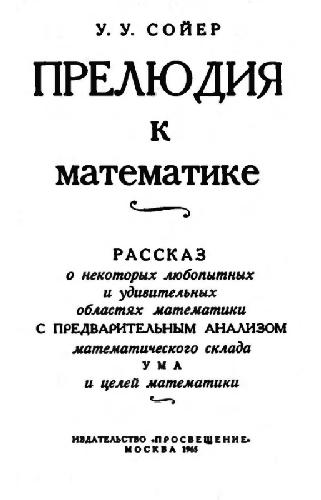 У. У. СОЙЕР
ПРЕЛЮДИЯ
к
математике
РАССКАЗ
о некоторых любопытных
и удивительных
областях математики
С ПРЕДВАРИТЕЛЬНЫМ АНАЛИЗОМ
математического склада
УМА
и целей математики
ИЗДАТЕЛЬСТВО «ПРОСВЕЩЕНИЕ»
МОСКВА 1965